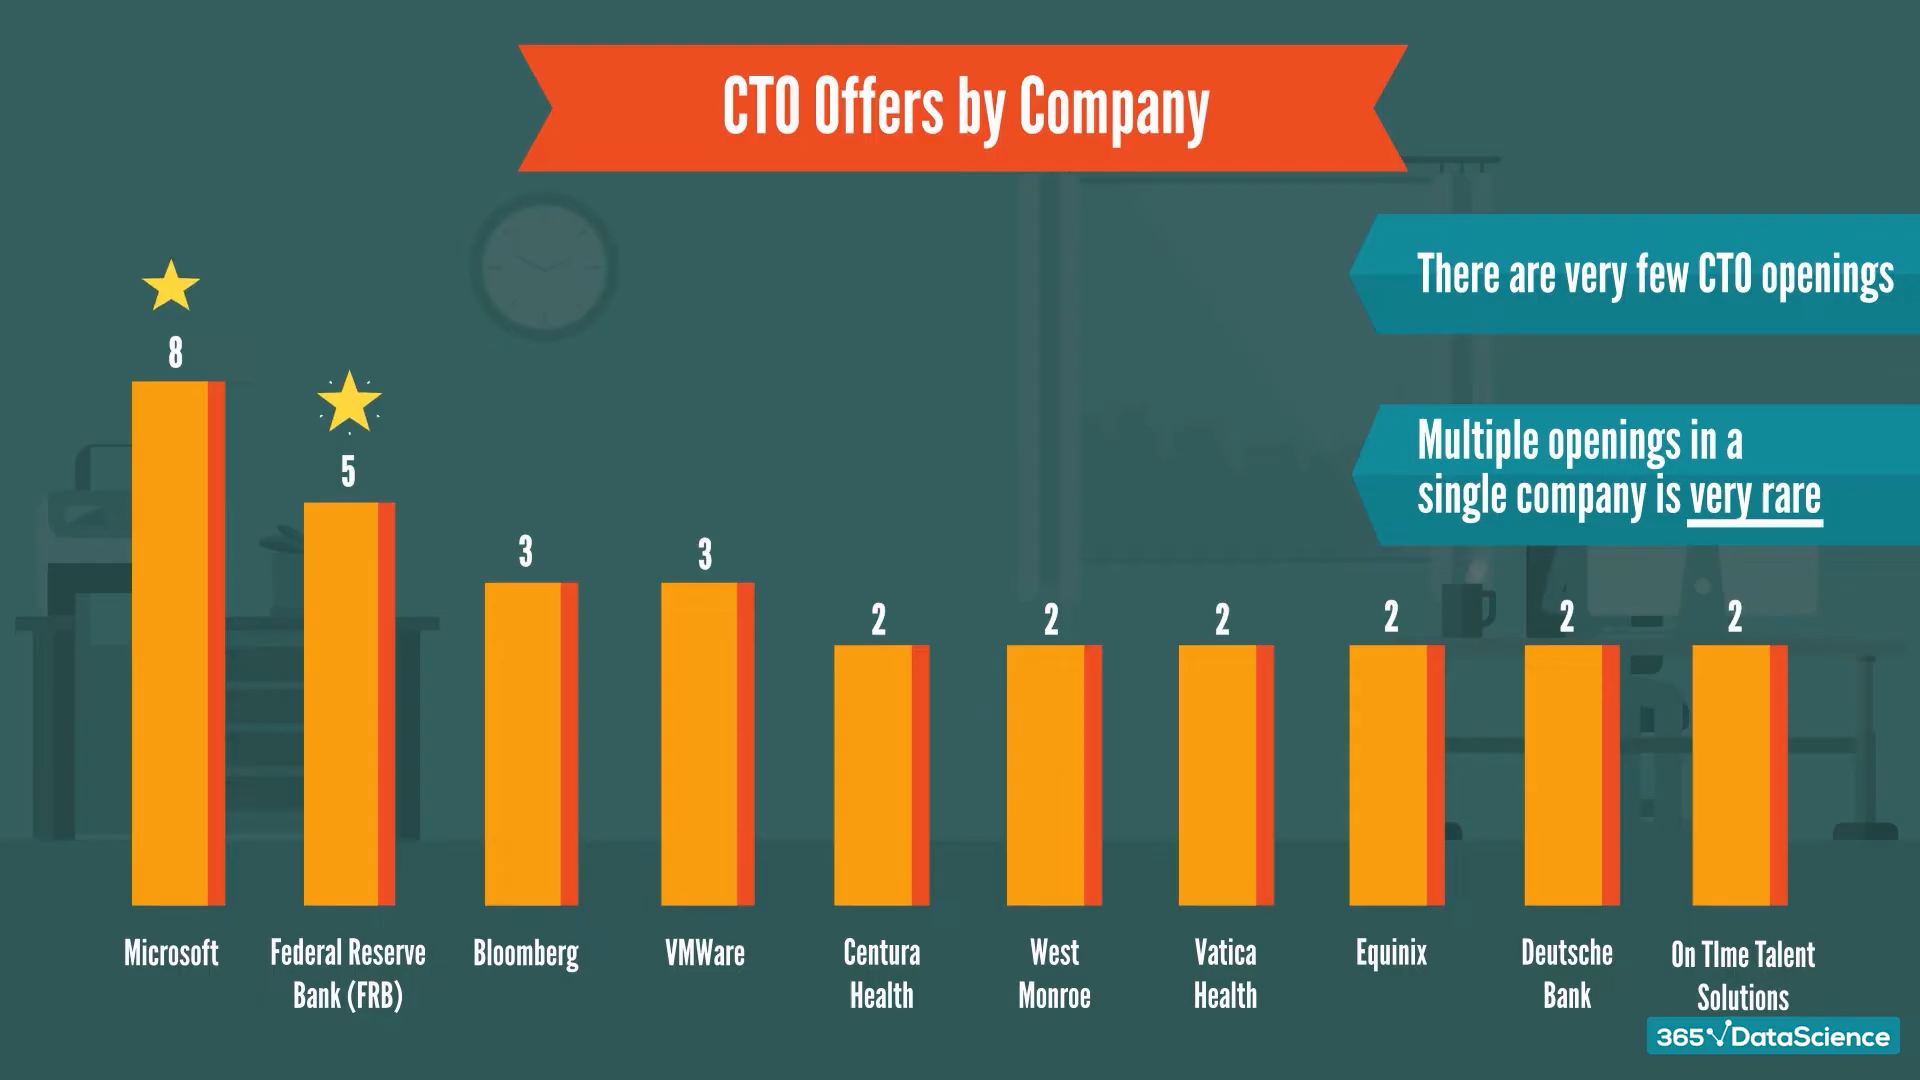 CTO Offers by Company
There are very few CTO openings
Multiple openings in a
single company is very rare
8
5
3
3
2
2
2
2
2
2
Microsoft
Federal Reserve
Bank (FRB)
Bloomberg
VMWare
Centura
Health
West
Monroe
Vatica
Health
Equinix
Deutsche
Bank
On TIme Talent
Solutions
365 DataScience